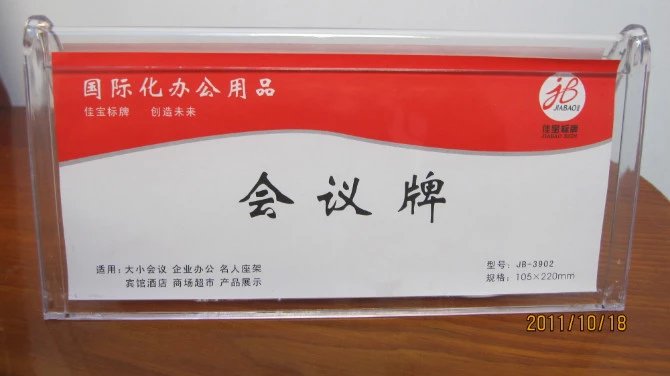 国际化办公用品
佳宝标牌 创造未来
JB
JIABAO
佳宝标牌
JIABAO SIGN
会议牌
适用:大小会议 企业办公 名人座架
宾馆酒店 商场超市 产品展示
型号:JB-3902
规格:105×220mm
2011/10/18